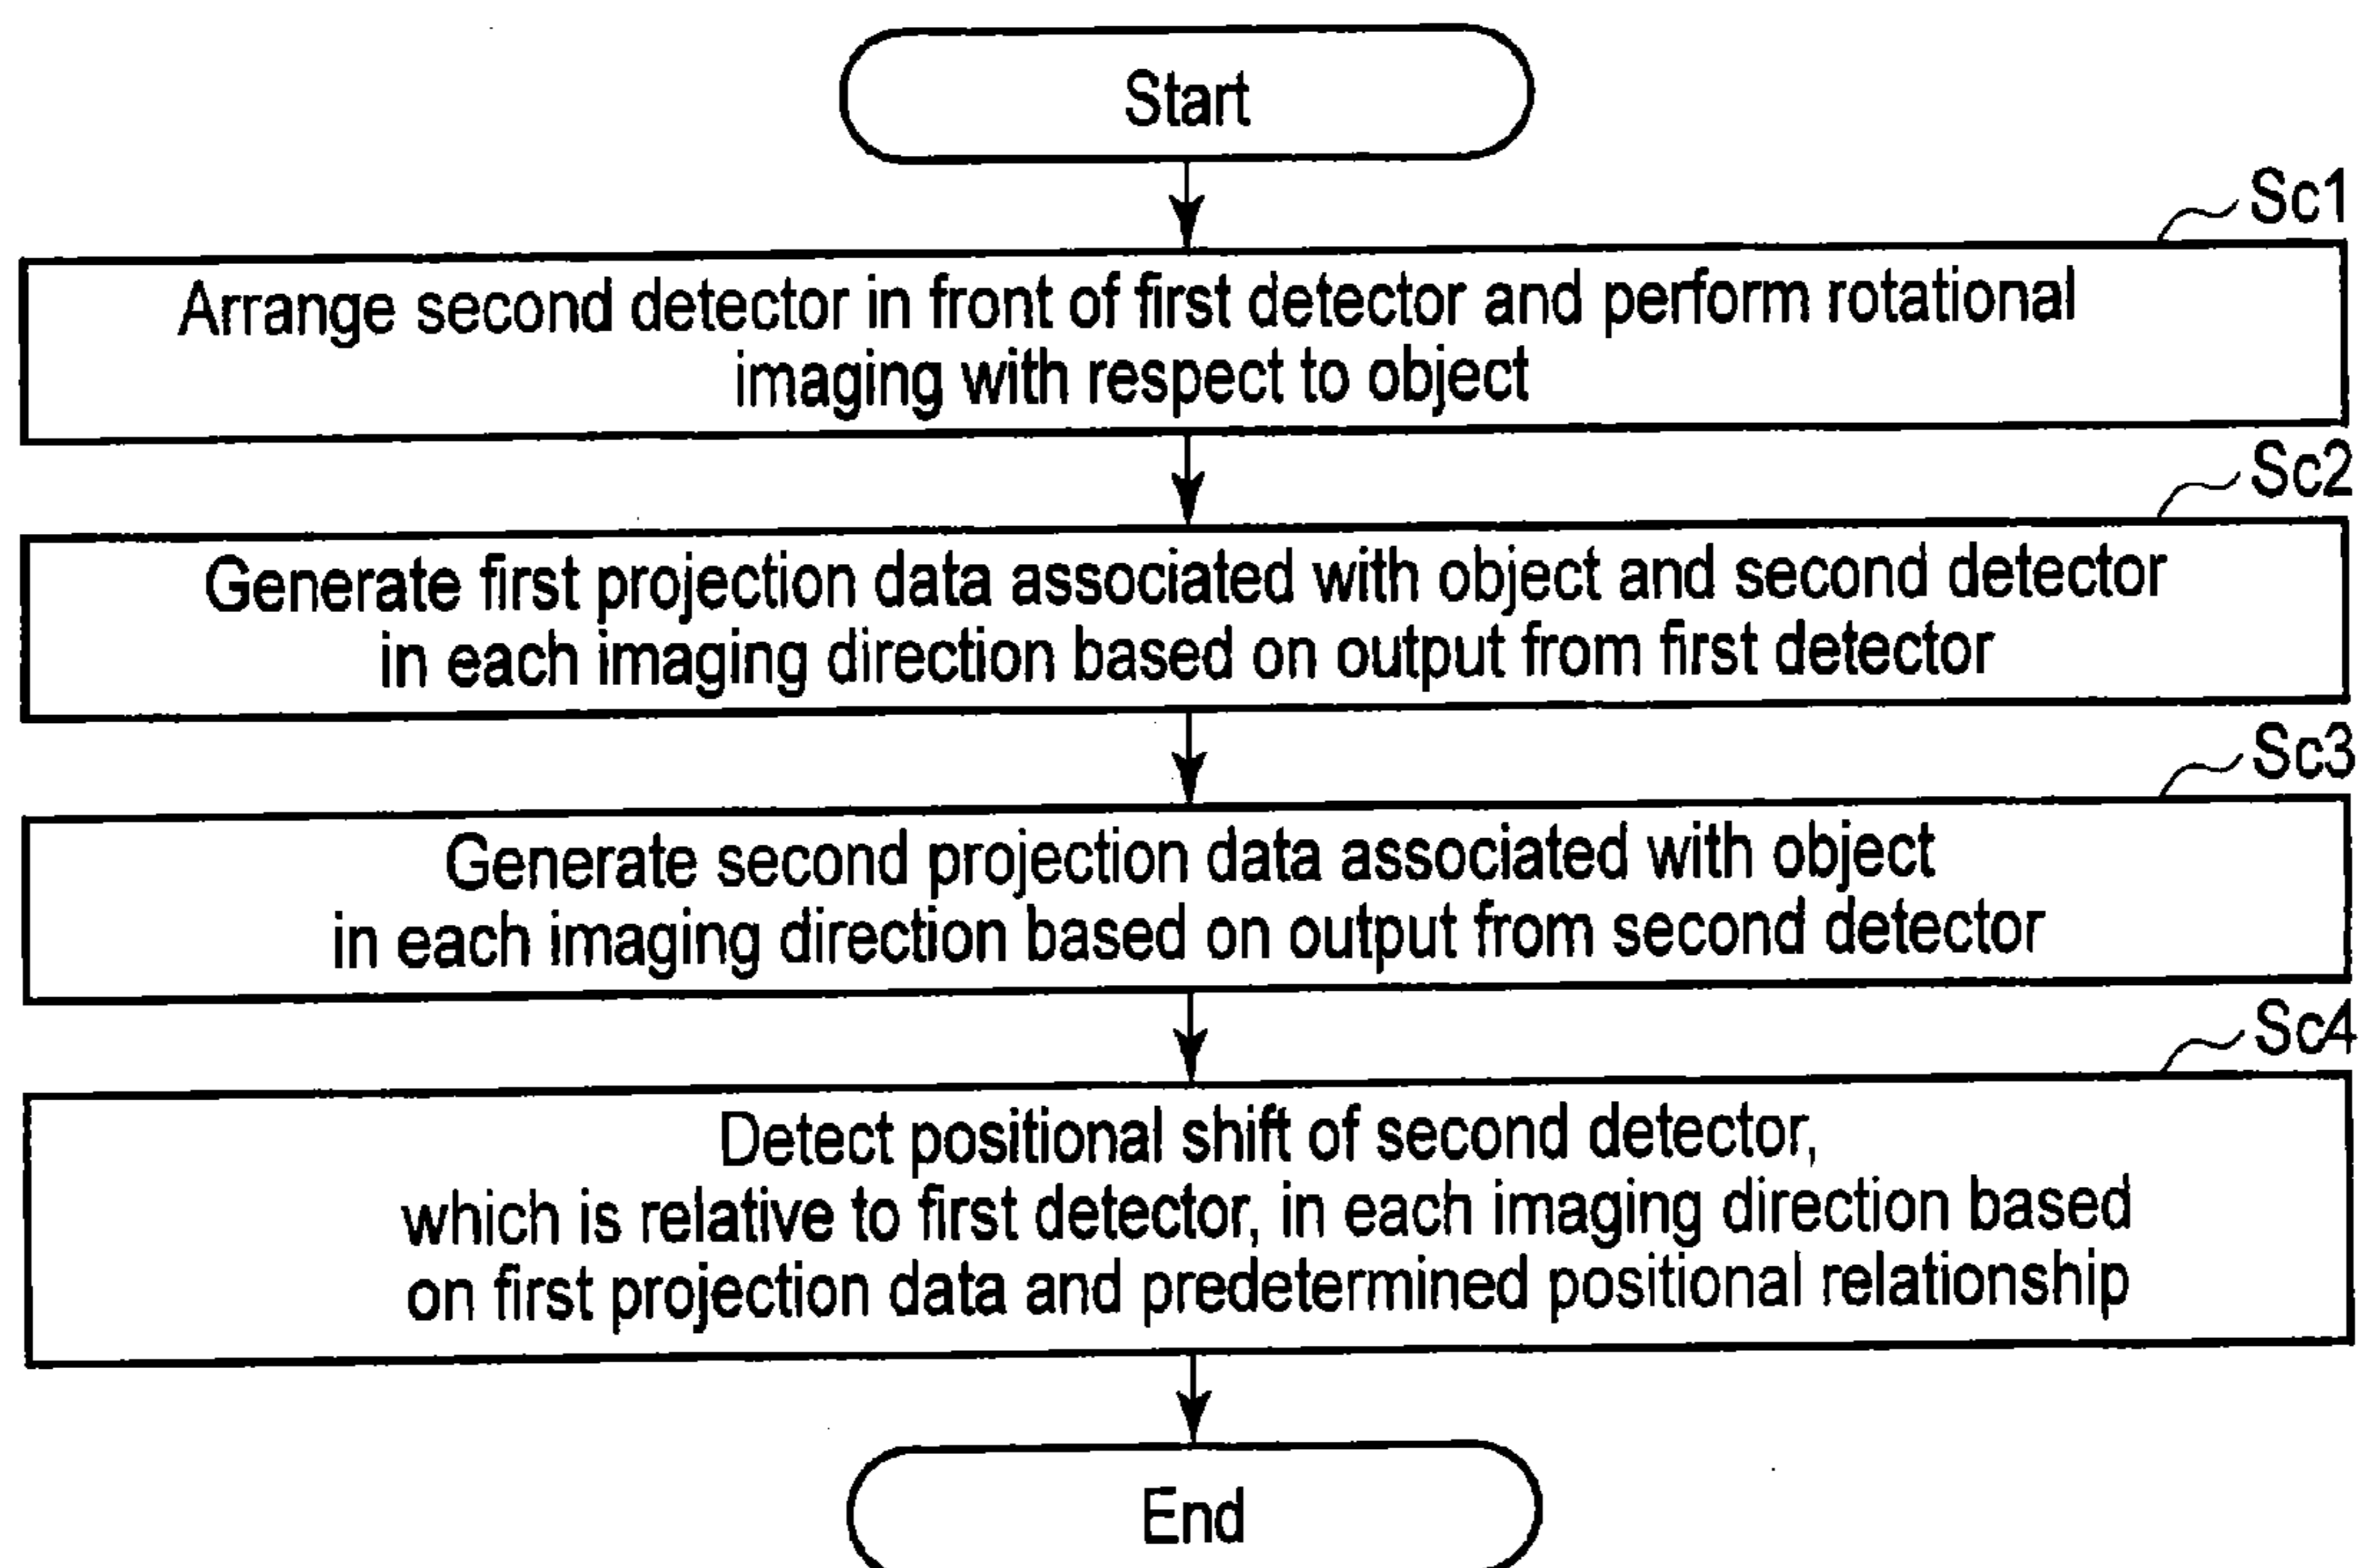 Start
Sc1
Arrange second detector in front of first detector and perform rotational
imaging with respect to object
Sc2
Generate first projection data associated with object and second detector
in each imaging direction based on output from first detector
Sc3
Generate second projection data associated with object
in each imaging direction based on output from second detector
Sc4
Detect positional shift of second detector,
which is relative to first detector, in each imaging direction based
on first projection data and predetermined positional relationship
End